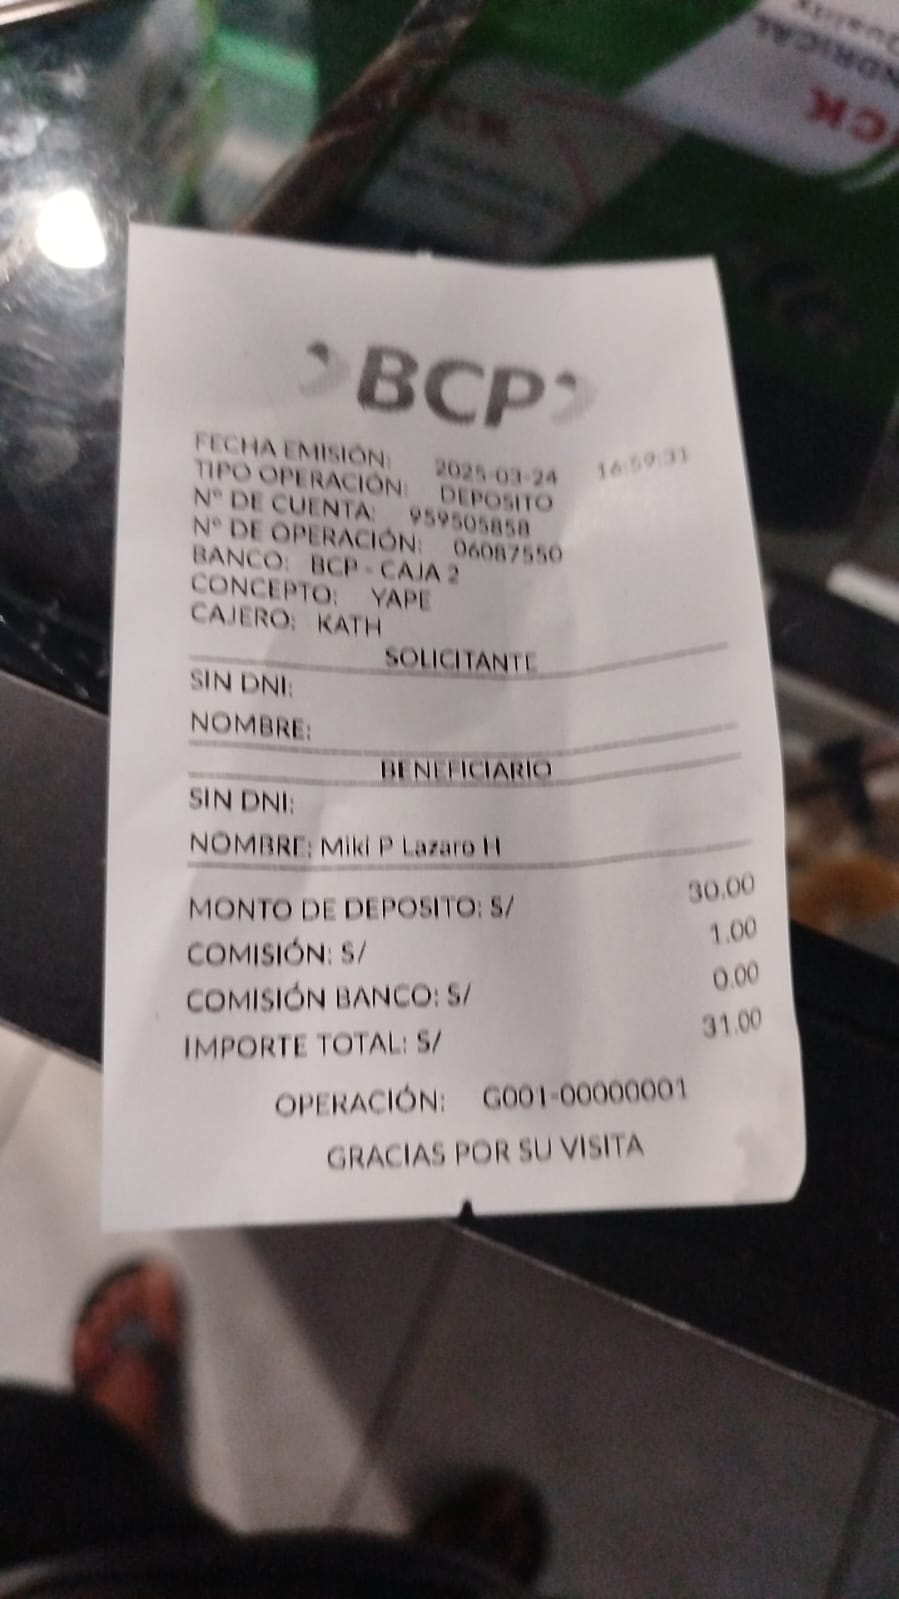 BCP
FECHA EMISIÓN: 2025-03-24 16:59:31
TIPO OPERACIÓN: DEPOSITO
N° DE CUENTA: 959505858
N° DE OPERACIÓN: 06087550
BANCO: BCP - CAJA 2
CONCEPTO: YAPE
CAJERO: KATH
SOLICITANTE
SIN DNI:
NOMBRE:
BENEFICIARIO
SIN DNI:
NOMBRE: Miki P Lazaro H
MONTO DE DEPOSITO: S/ 30.00
COMISIÓN: S/ 1.00
COMISIÓN BANCO: S/ 0.00
IMPORTE TOTAL: S/ 31.00
OPERACIÓN: G001-00000001
GRACIAS POR SU VISITA